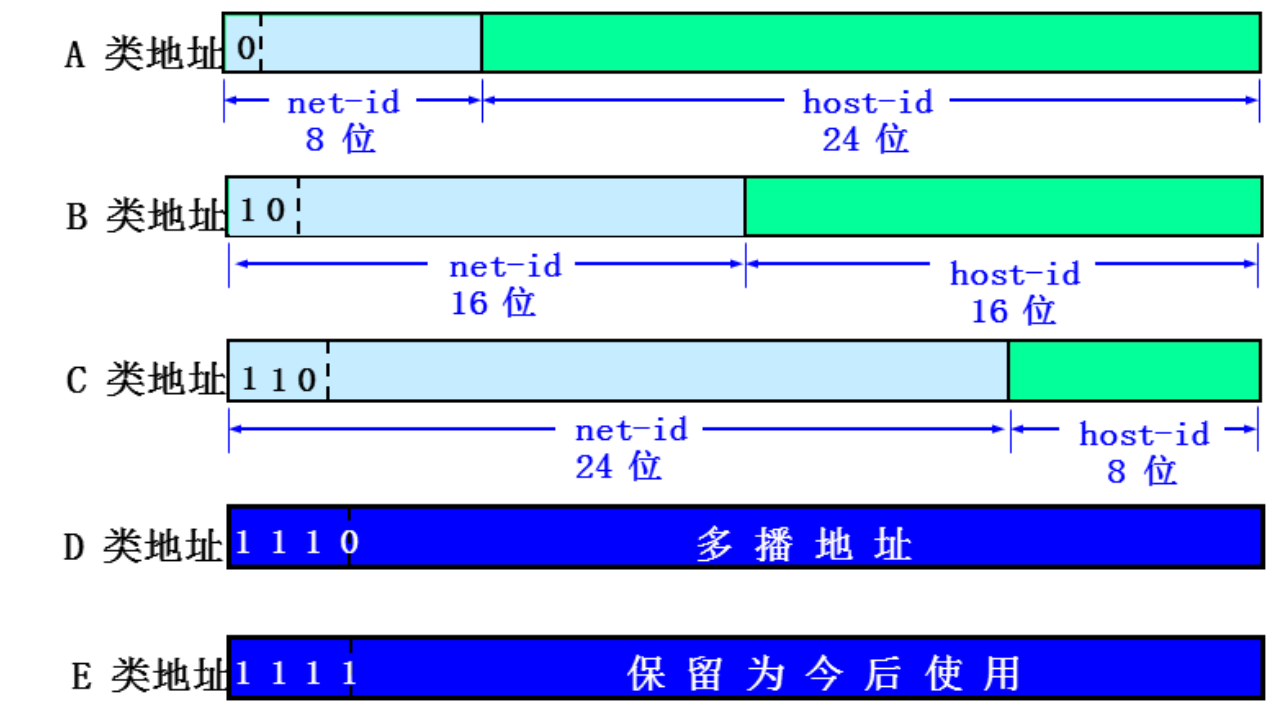 A 类地址 0
net-id host-id
8 位 24 位
B 类地址 1 0
net-id host-id
16 位 16 位
C 类地址 1 1 0
net-id host-id
24 位 8 位
D 类地址 1 1 1 0 多播地址
E 类地址 1 1 1 1 保留为今后使用